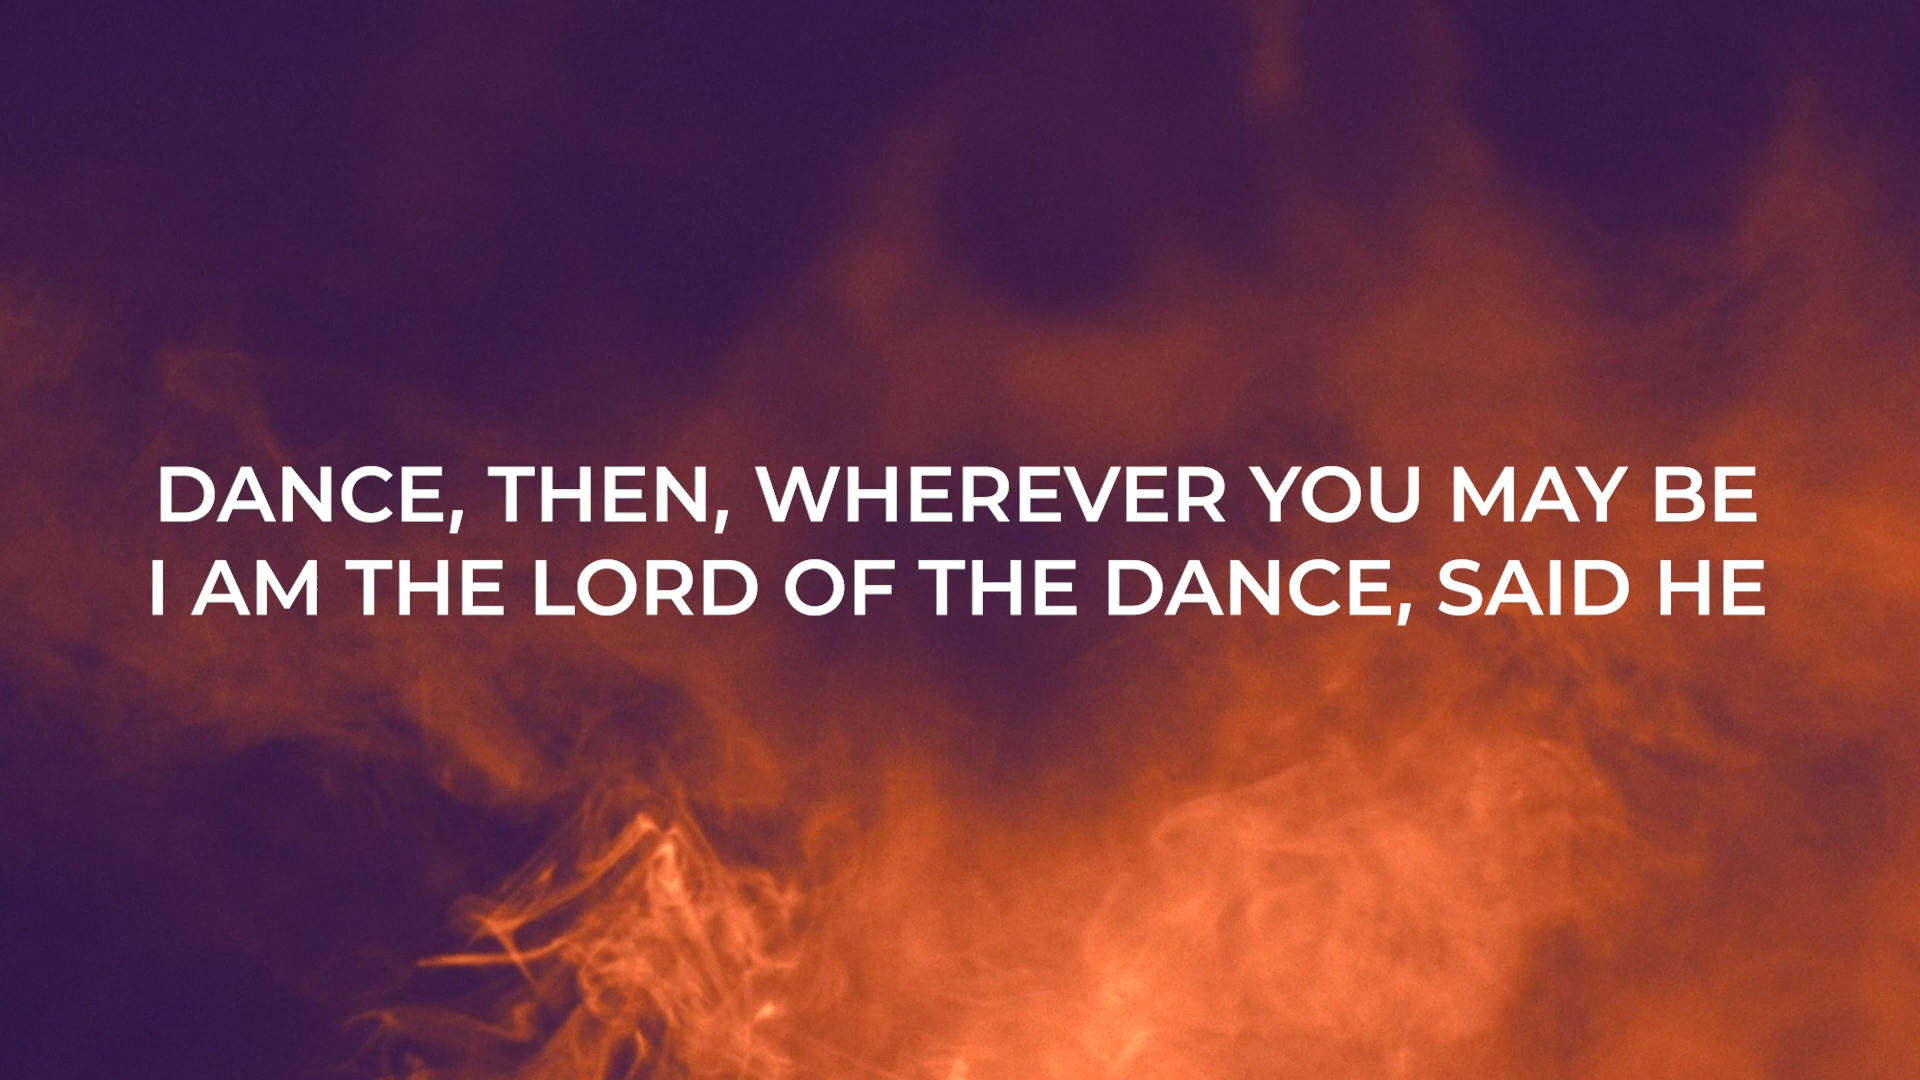 DANCE, THEN, WHEREVER YOU MAY BE
I AM THE LORD OF THE DANCE, SAID HE